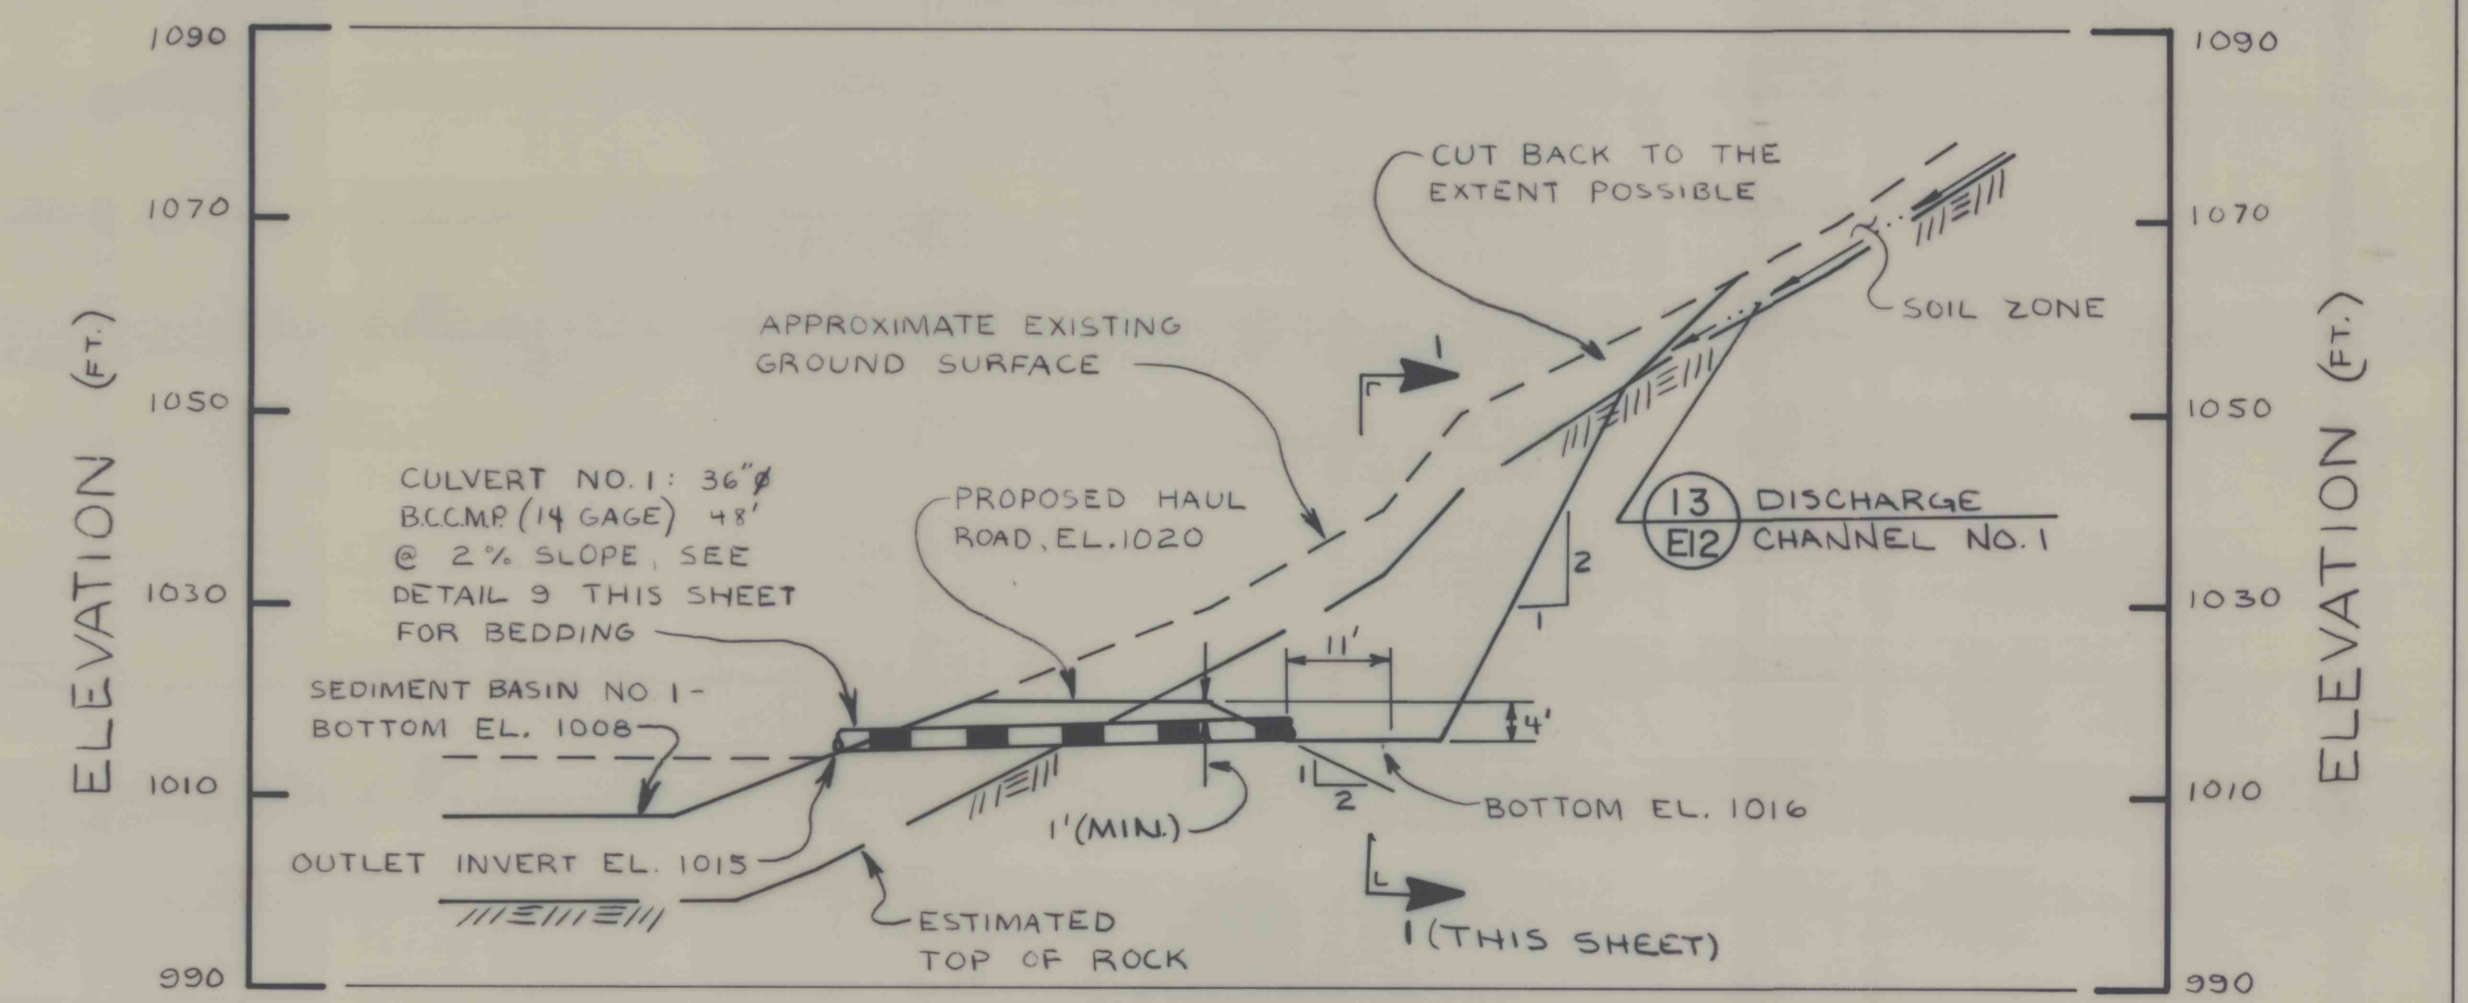 1090
1070
1050
1030
1010
990
ELEVATION (FT.)
CULVERT NO. 1: 36"ø
B.C.C.M.P. (14 GAGE) 48'
@ 2% SLOPE, SEE
DETAIL 9 THIS SHEET
FOR BEDDING
SEDIMENT BASIN NO 1-
BOTTOM EL. 1008
OUTLET INVERT EL. 1015
APPROXIMATE EXISTING
GROUND SURFACE
PROPOSED HAUL
ROAD, EL. 1020
ESTIMATED
TOP OF ROCK
1'(MIN.)
CUT BACK TO THE
EXTENT POSSIBLE
SOIL ZONE
1
13 DISCHARGE
E12 CHANNEL NO. 1
2
1
11'
4'
1
2
BOTTOM EL. 1016
1 (THIS SHEET)
1090
1070
1050
1030
1010
990
ELEVATION (FT.)